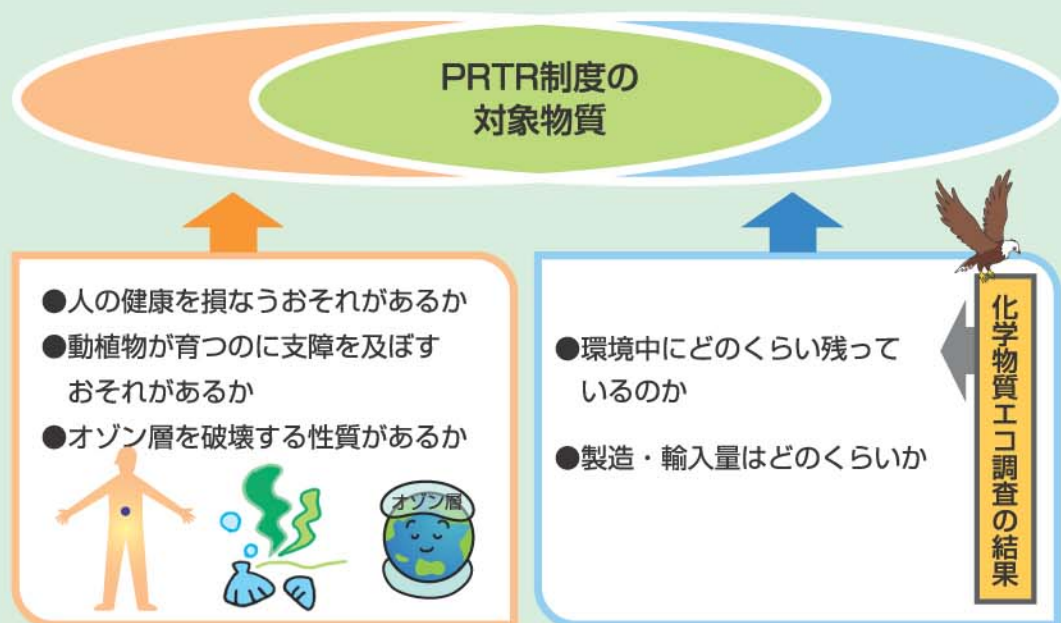 PRTR制度の
対象物質
●人の健康を損なうおそれがあるか
●動植物が育つのに支障を及ぼす
おそれがあるか
●オゾン層を破壊する性質があるか
オゾン層
●環境中にどのくらい残って
いるのか
●製造・輸入量はどのくらいか
化学物質エコ調査の結果